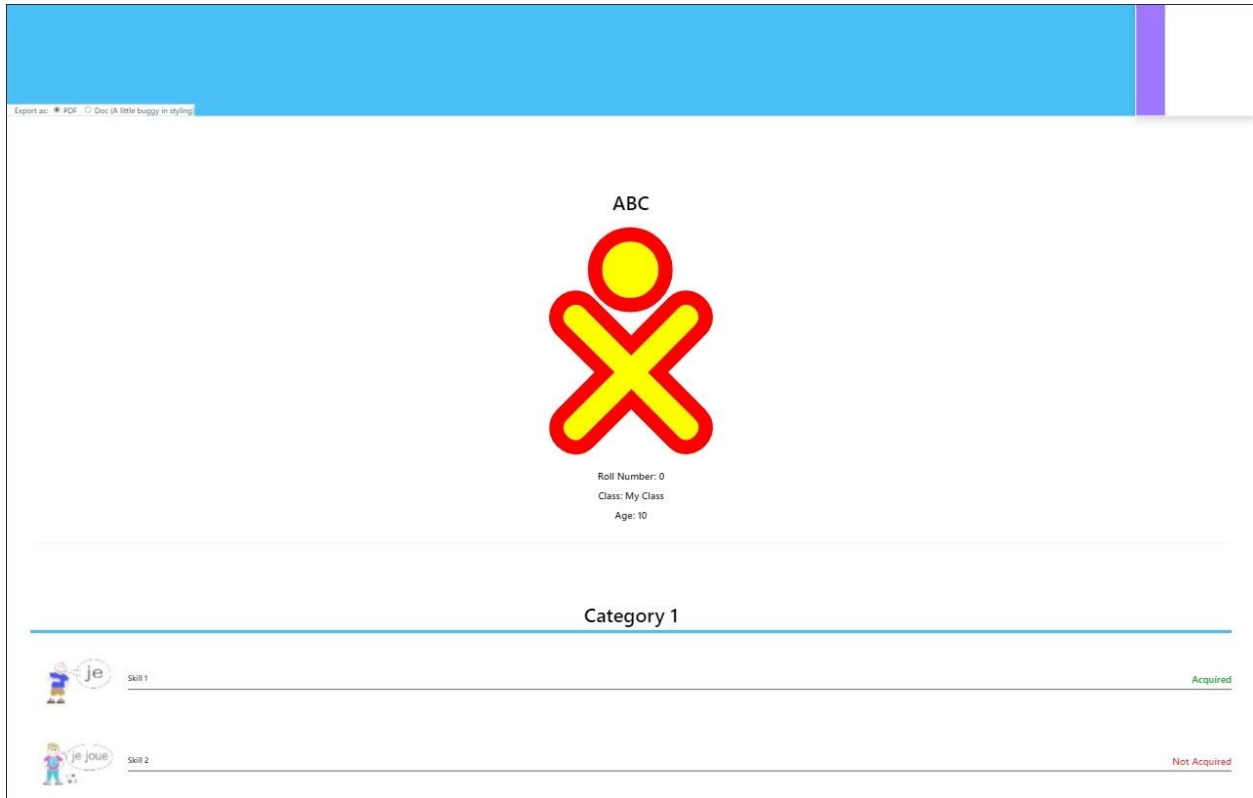 Export as: PDF Doc (A little buggy in styling)
ABC
Roll Number: 0
Class: My Class
Age: 10
Category 1
je
Skill 1
Acquired
je joue
Skill 2
Not Acquired